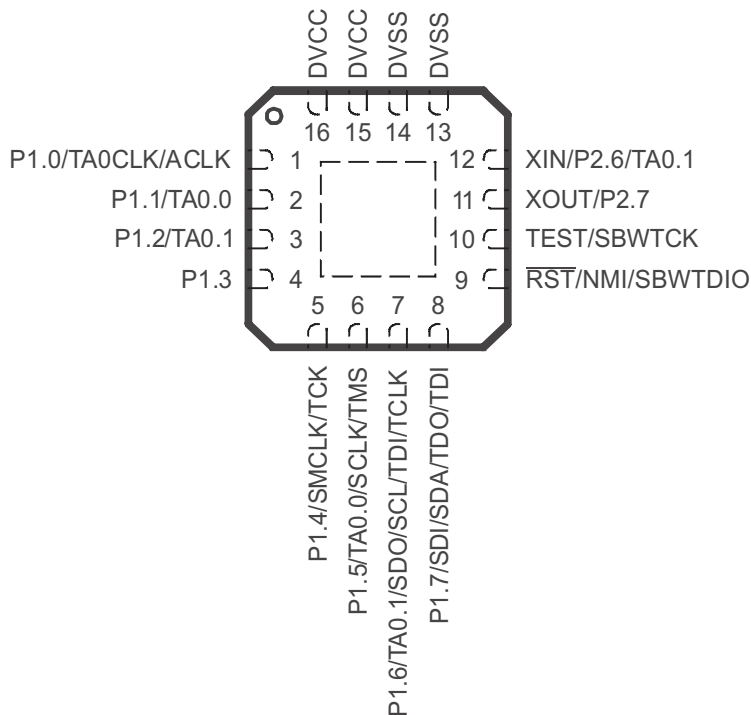 DVCC
DVCC
DVSS
DVSS
16
15
14
13
P1.0/TA0CLK/ACLK
1
12
XIN/P2.6/TA0.1
P1.1/TA0.0
2
11
XOUT/P2.7
P1.2/TA0.1
3
10
TEST/SBWTCK
P1.3
4
9
RST/NMI/SBWTDIO
5
6
7
8
P1.4/SMCLK/TCK
P1.5/TA0.0/SCLK/TMS
P1.6/TA0.1/SDO/SCL/TDI/TCLK
P1.7/SDI/SDA/TDO/TDI